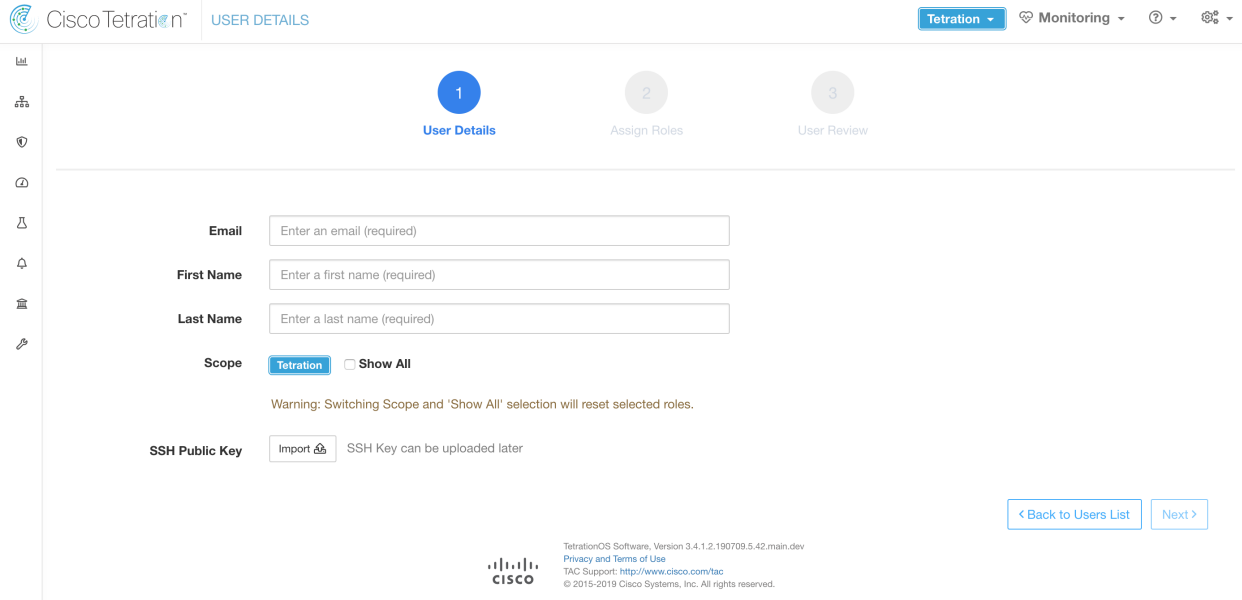 Cisco Tetration™ USER DETAILS Tetration Monitoring ?
1 2 3
User Details Assign Roles User Review
Email Enter an email (required)
First Name Enter a first name (required)
Last Name Enter a last name (required)
Scope Tetration Show All
Warning: Switching Scope and 'Show All' selection will reset selected roles.
SSH Public Key Import SSH Key can be uploaded later
< Back to Users List Next >
TetrationOS Software, Version 3.4.1.2.190709.5.42.main.dev
Privacy and Terms of Use
CISCO TAC Support: http://www.cisco.com/tac
© 2015-2019 Cisco Systems, Inc. All rights reserved.